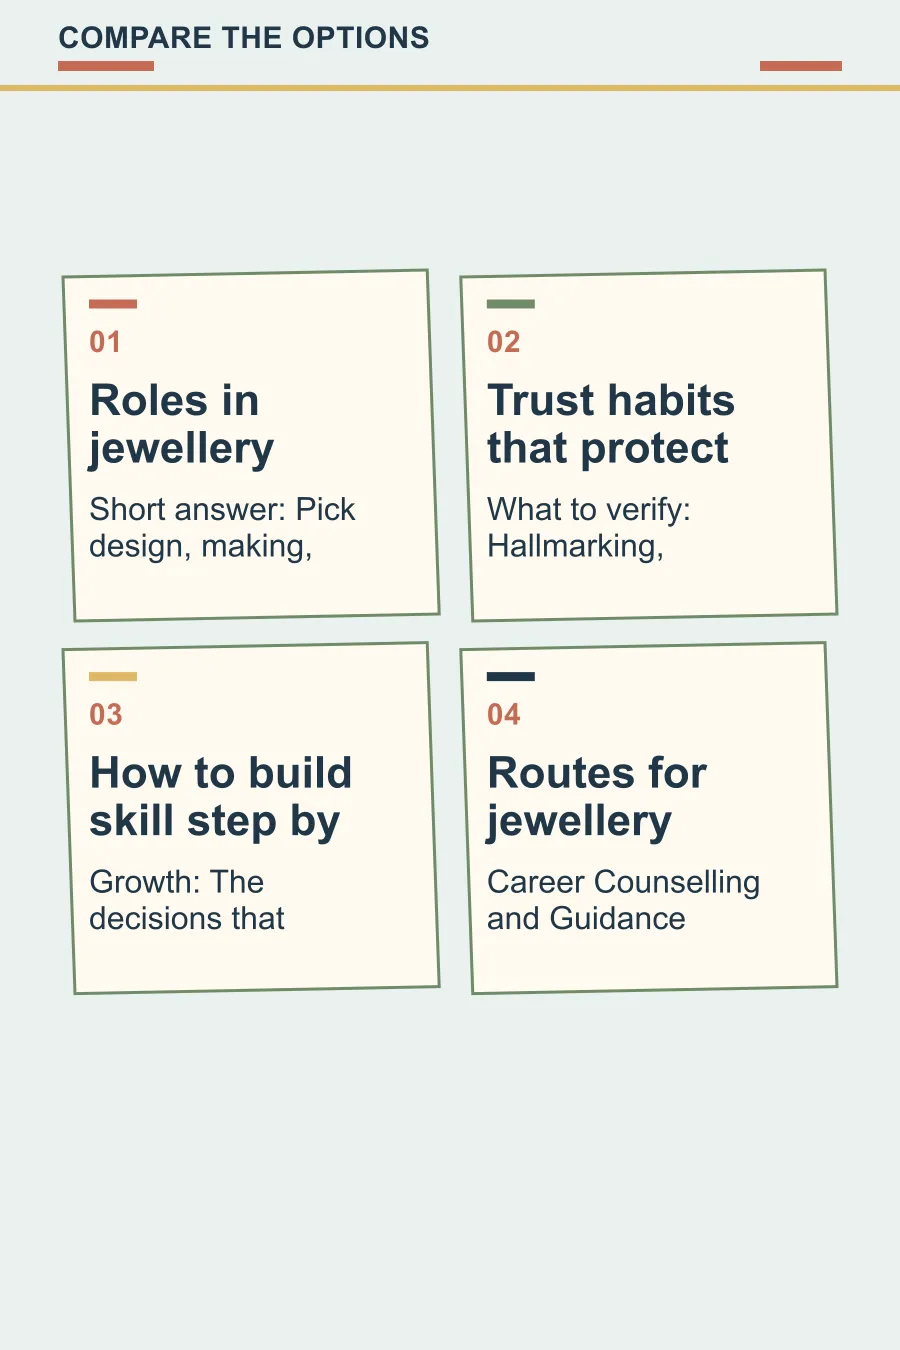 COMPARE THE OPTIONS
01
Roles in
jewellery
Short answer: Pick
design, making,
02
Trust habits
that protect
What to verify:
Hallmarking,
03
How to build
skill step by
Growth: The
decisions that
04
Routes for
jewellery
Career Counselling
and Guidance